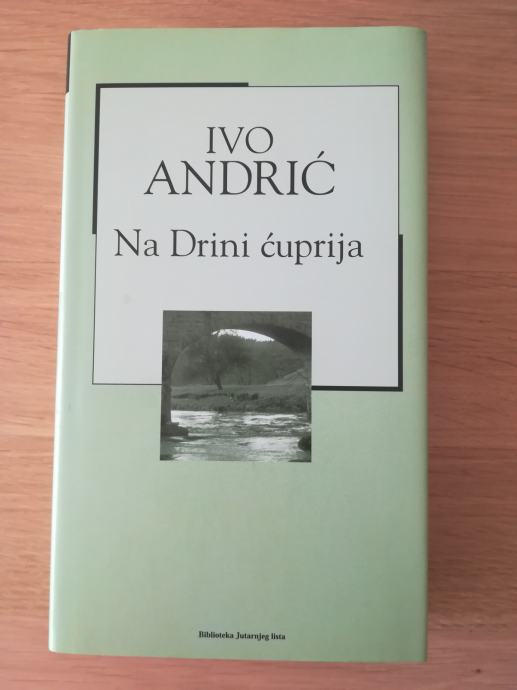 IVO
ANDRIĆ
Na Drini ćuprija
Biblioteka Jutarnjeg lista